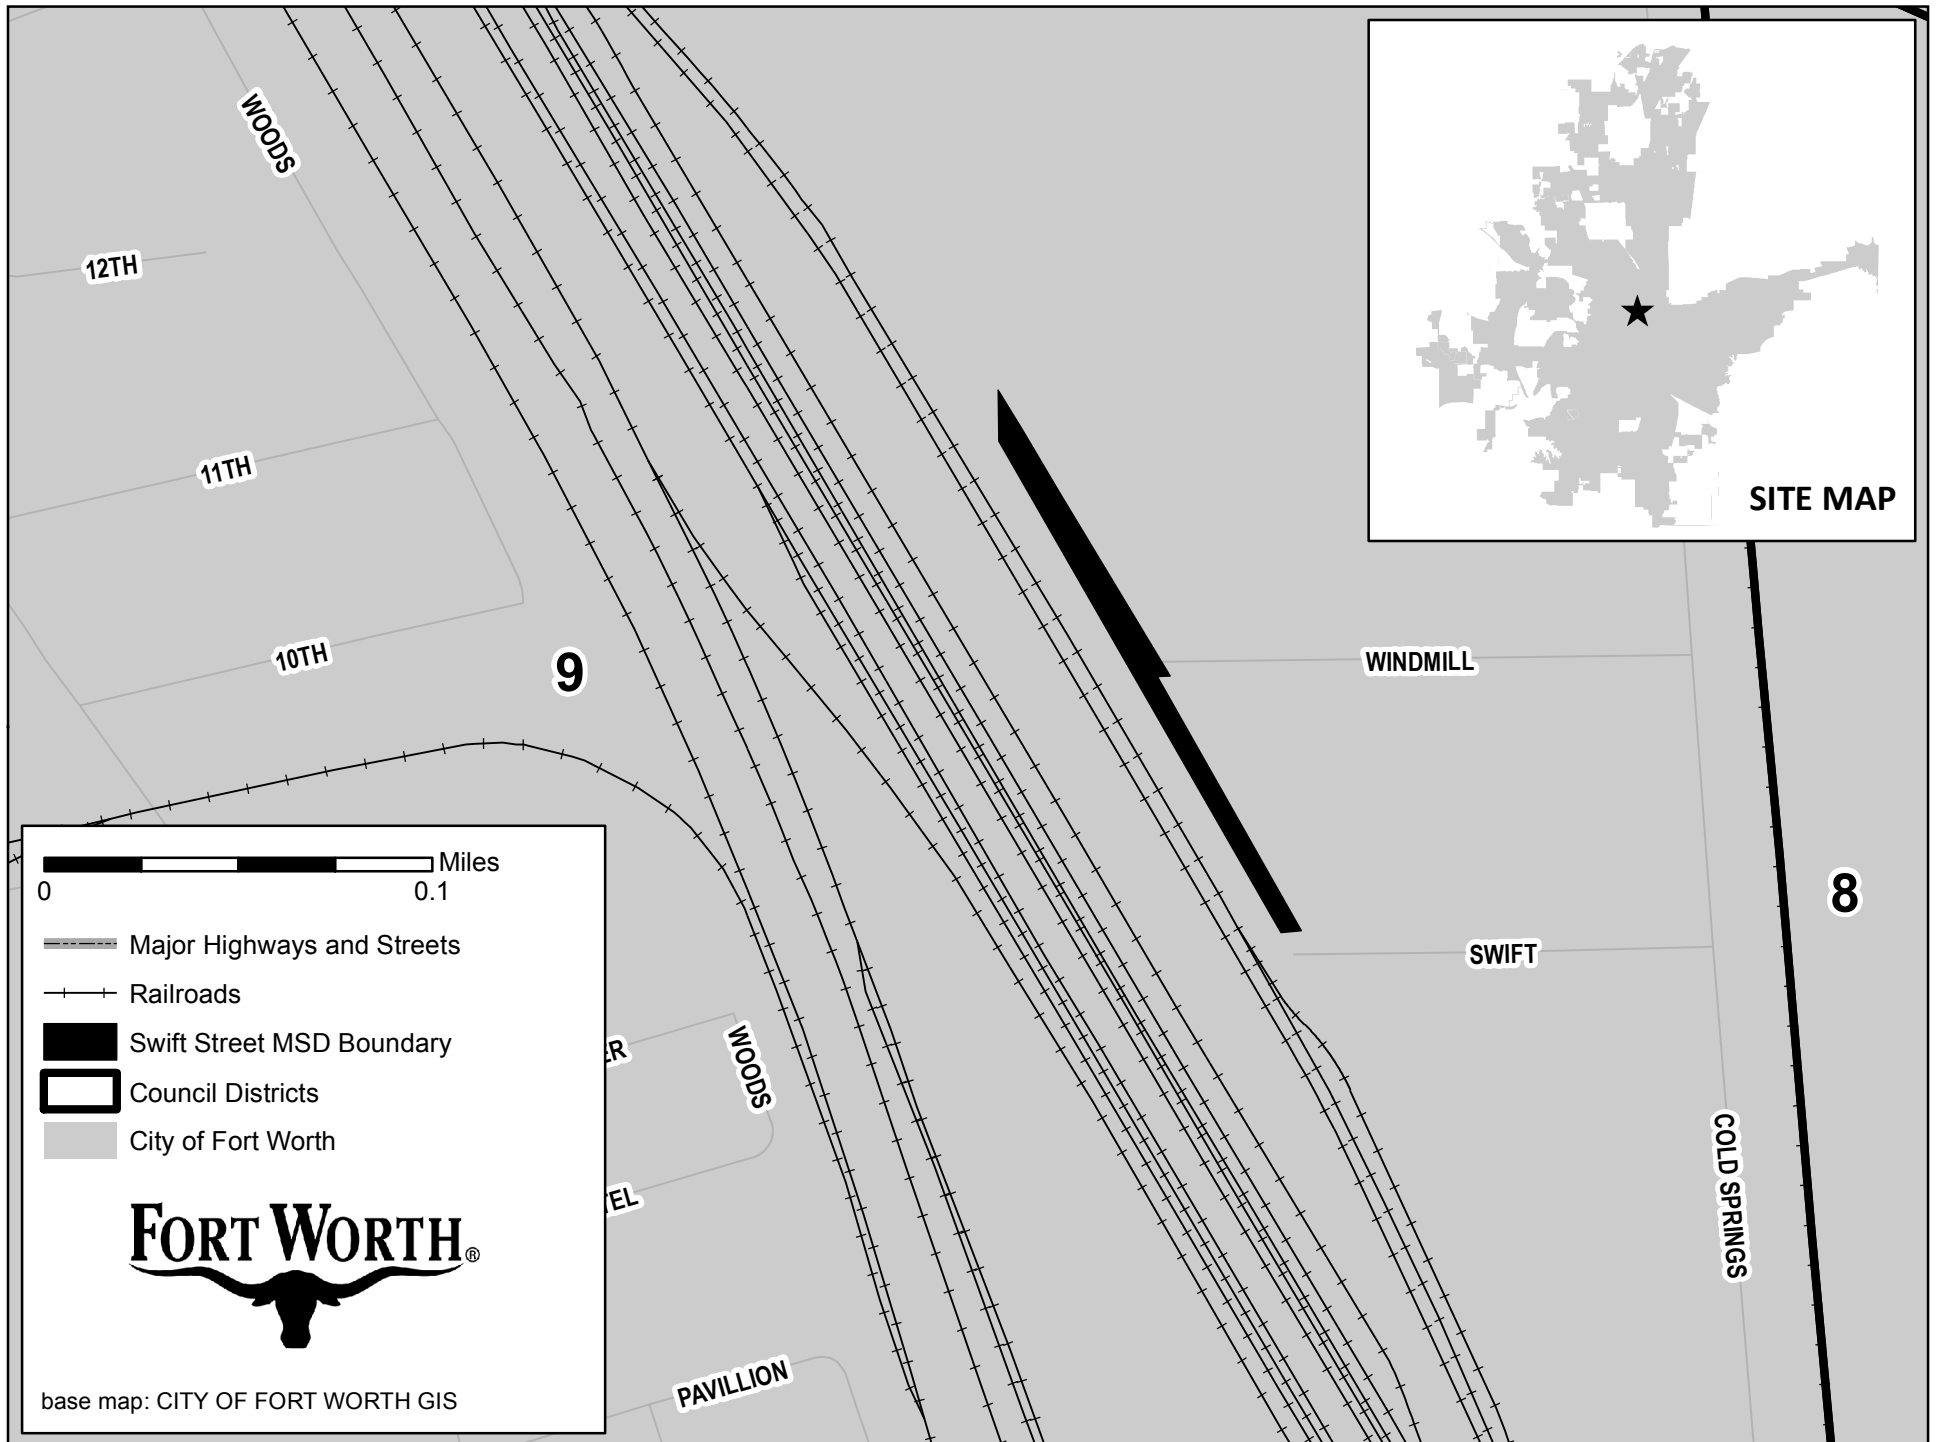 WOODS
12TH
11TH
10TH
9
WINDMILL
SWIFT
8
COLD SPRINGS
WOODS
ER
TEL
PAVILLION
SITE MAP
Miles
0 0.1
Major Highways and Streets
Railroads
Swift Street MSD Boundary
Council Districts
City of Fort Worth
FORT WORTH®
base map: CITY OF FORT WORTH GIS